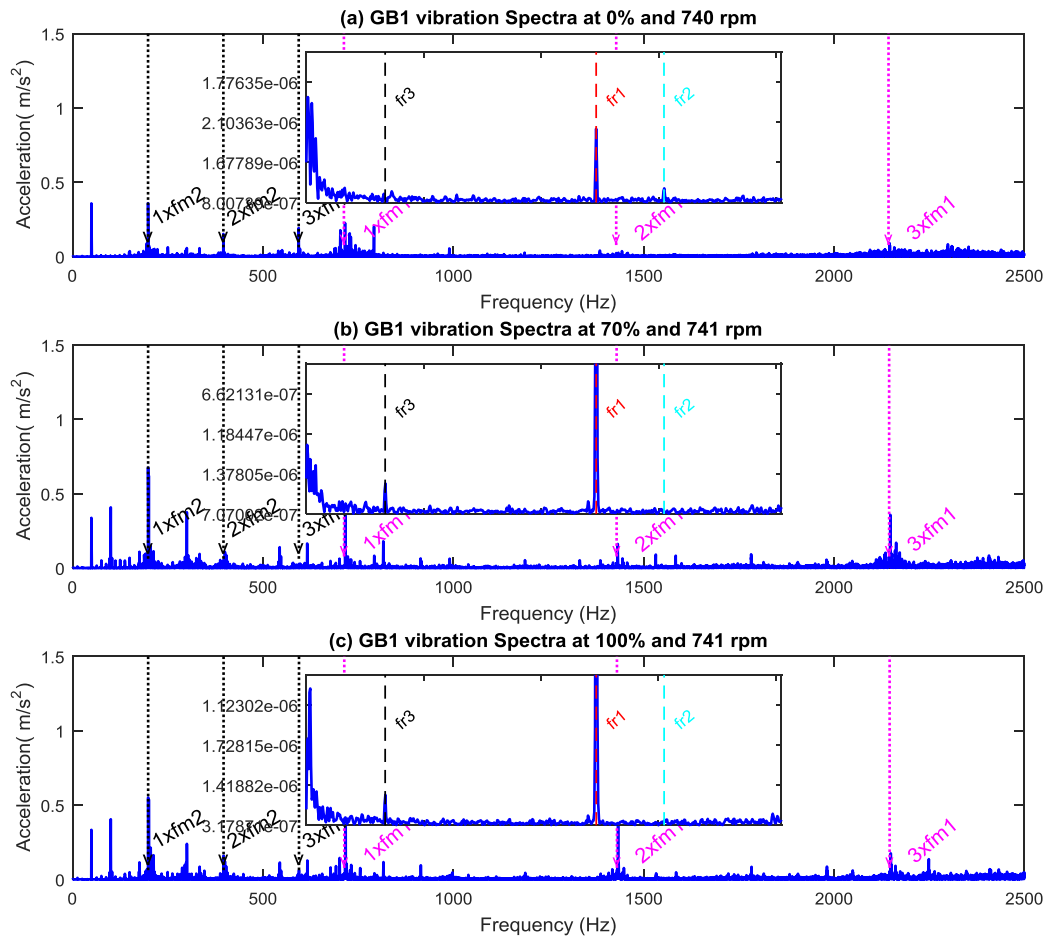 (a) GB1 vibration Spectra at 0% and 740 rpm
Acceleration( m/s²)
1.5
1
0.5
0
1.77635e-06
2.10363e-06
1.67789e-06
fr3
fr1
fr2
1xfm2
2xfm2
1xfm1
2xfm1
3xfm1
0
500
1000
1500
2000
2500
Frequency (Hz)
(b) GB1 vibration Spectra at 70% and 741 rpm
Acceleration( m/s²)
1.5
1
0.5
0
6.62131e-07
1.18447e-06
1.37805e-06
fr3
fr1
fr2
1xfm2
2xfm2
1xfm1
2xfm1
3xfm1
0
500
1000
1500
2000
2500
Frequency (Hz)
(c) GB1 vibration Spectra at 100% and 741 rpm
Acceleration( m/s²)
1.5
1
0.5
0
1.12302e-06
1.72815e-06
1.41882e-06
fr3
fr1
fr2
1xfm2
2xfm2
1xfm1
2xfm1
3xfm1
0
500
1000
1500
2000
2500
Frequency (Hz)